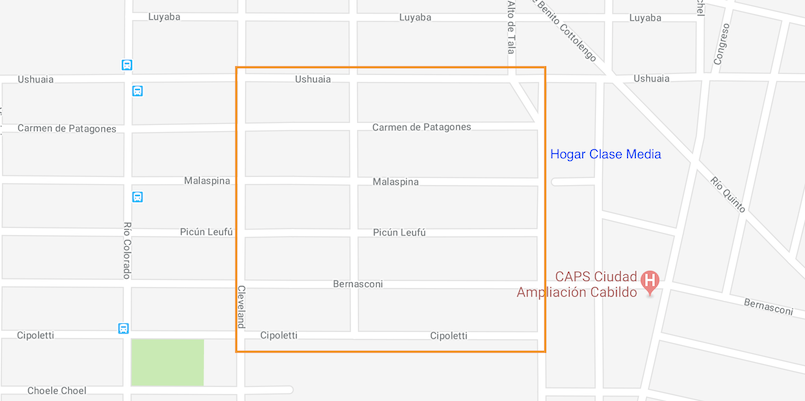 Luyaba
Luyaba
Alto de Tala
Benito Cottolengo
Luyaba
Congreso
Ushuaia
Ushuaia
Ushuaia
Carmen de Patagones
Carmen de Patagones
Hogar Clase Media
Malaspina
Malaspina
Río Quinto
Río Colorado
Picún Leufú
Picún Leufú
CAPS Ciudad
Ampliación Cabildo
H
Bernasconi
Bernasconi
Cleveland
Cipoletti
Cipoletti
Cipoletti
Choele Choel